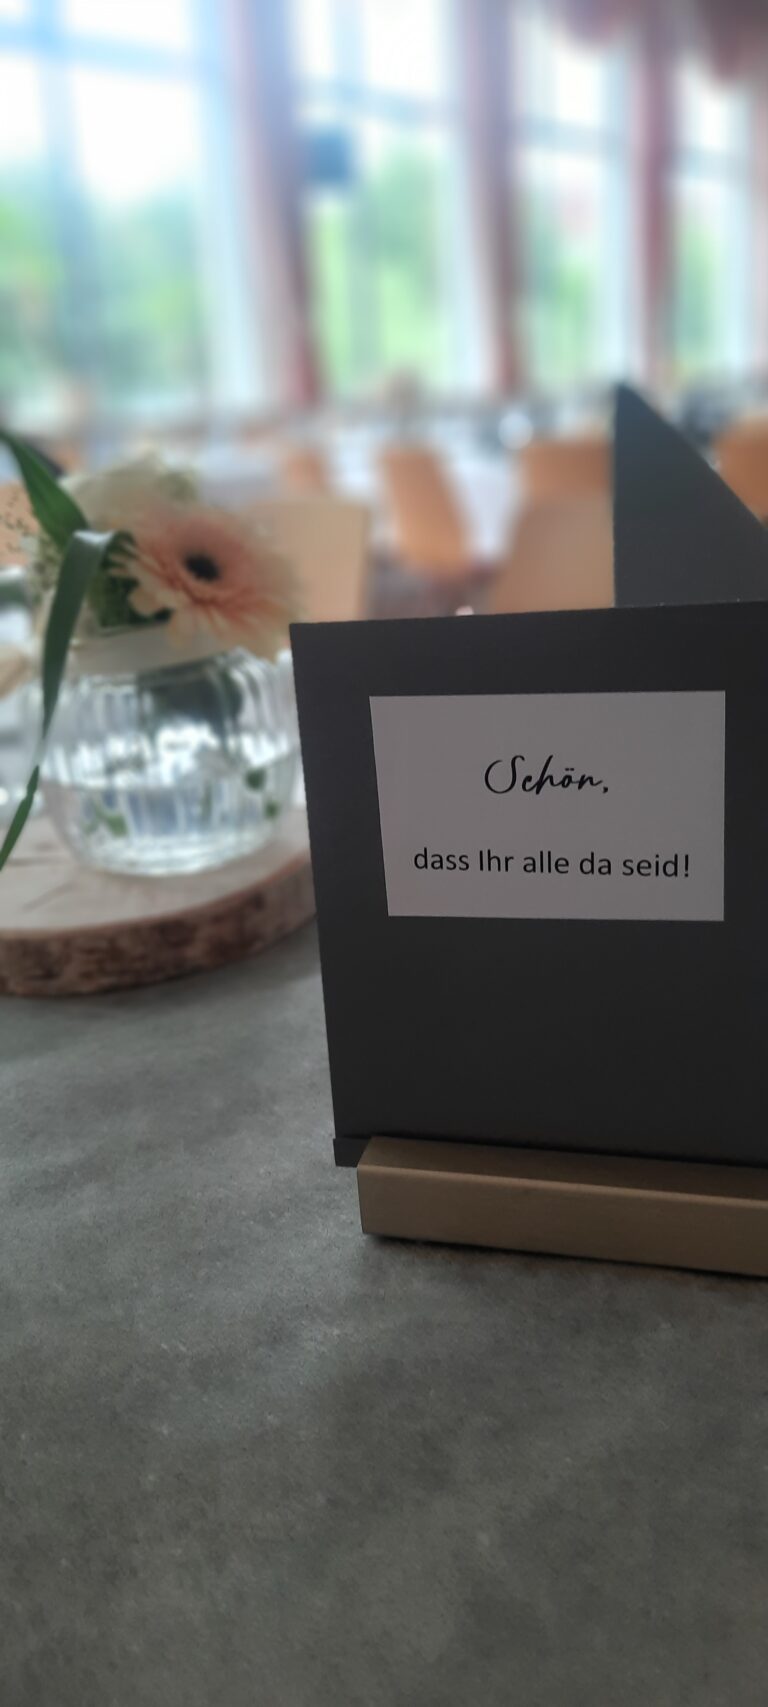 Schön,
dass Ihr alle da seid!